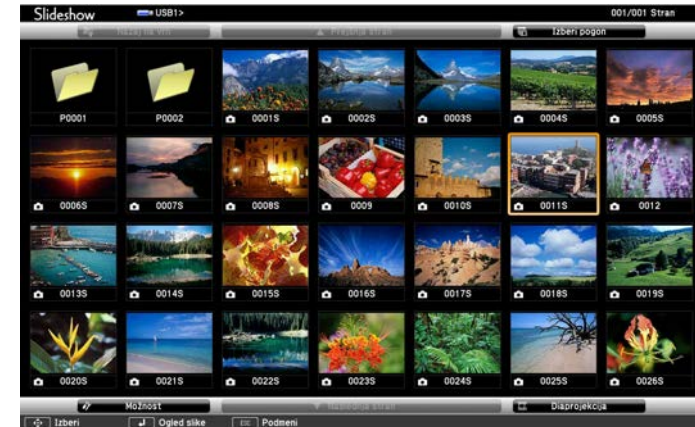 Slideshow USB1> 001/001 Stran
Nazaj na vrh Prejšnja stran Izberi pogon
P0001 P0002 0001S 0002S 0003S 0004S 0005S
0006S 0007S 0008S 0009 0010S 0011S 0012
0013S 0014S 0015S 0016S 0017S 0018S 0019S
0020S 0021S 0022S 0023S 0024S 0025S 0026S
Možnost Naslednja stran Diaprojekcija
Izberi Ogled slike Esc Podmeni